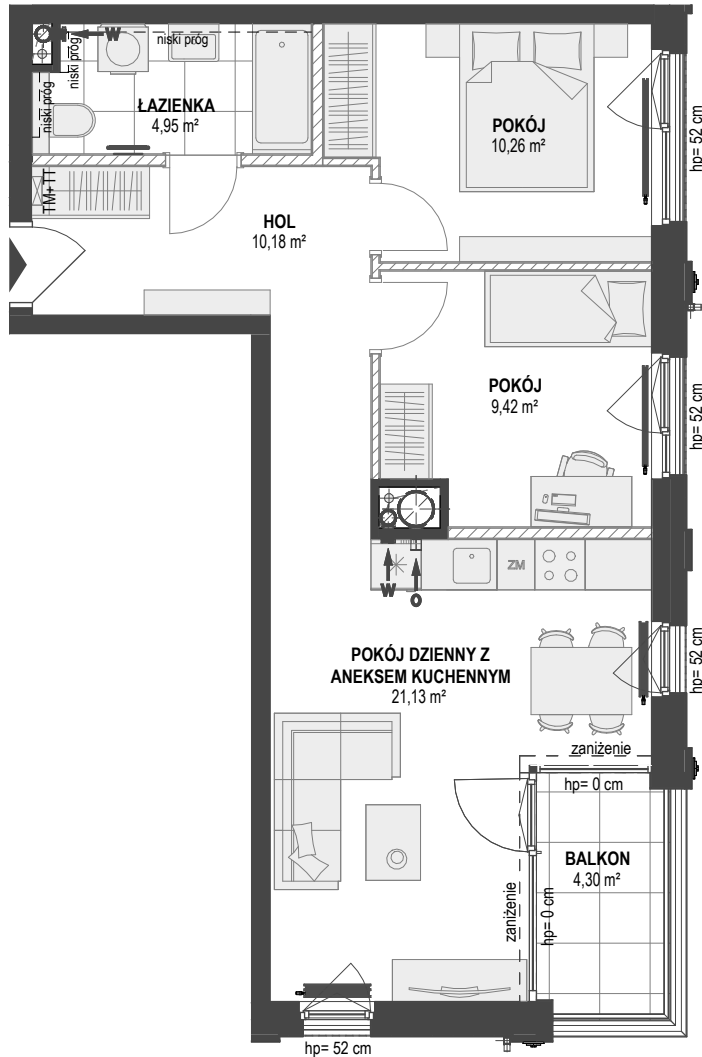 W
niski próg
niski próg
niski próg
ŁAZIENKA
4,95 m²
POKÓJ
10,26 m²
hp= 52 cm
TM+TT
HOL
10,18 m²
POKÓJ
9,42 m²
hp= 52 cm
W
O
ZM
POKÓJ DZIENNY Z
ANEKSEM KUCHENNYM
21,13 m²
hp= 52 cm
zaniżenie
hp= 0 cm
BALKON
4,30 m²
zaniżenie
hp= 0 cm
hp= 52 cm